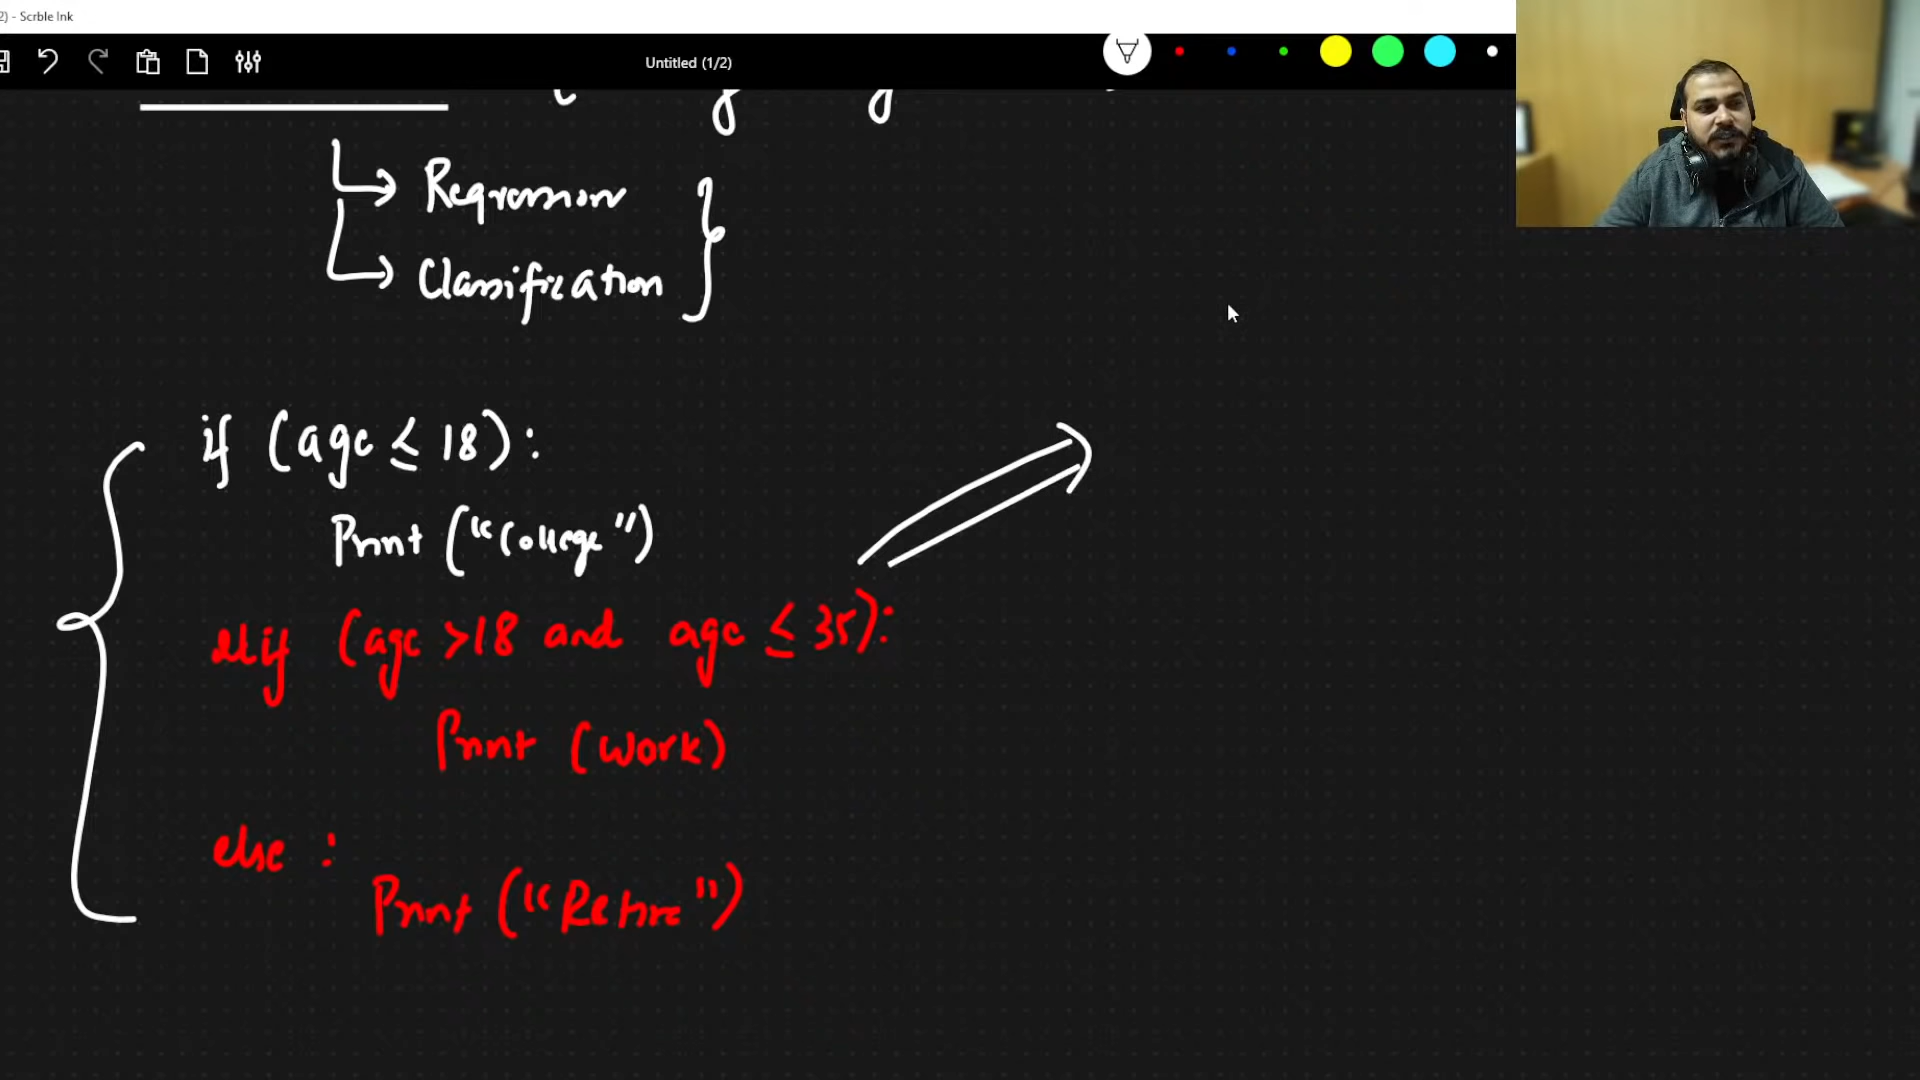 2) - Scrble Ink
Untitled (1/2)
Regression
Classification
if (age ≤ 18):
Print ("College")
elif (age >18 and age ≤ 35):
Print (Work)
else :
Print ("Retire")